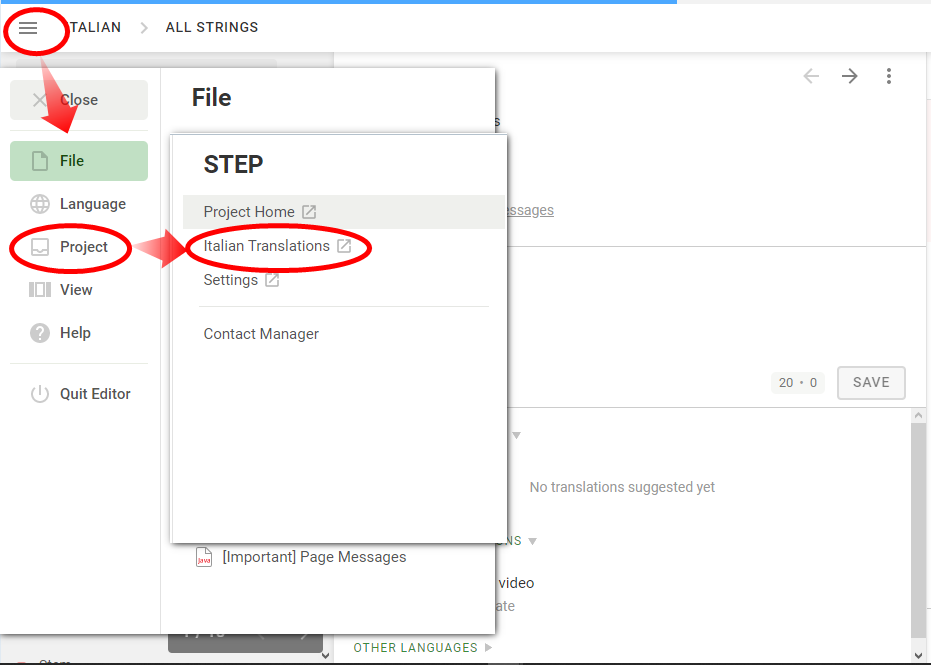 ITALIAN
ALL STRINGS
Close
File
Language
Project
View
Help
Quit Editor
File
STEP
Project Home
Italian Translations
Settings
Contact Manager
[Important] Page Messages
essages
20 • 0
SAVE
No translations suggested yet
NS
video
ate
OTHER LANGUAGES